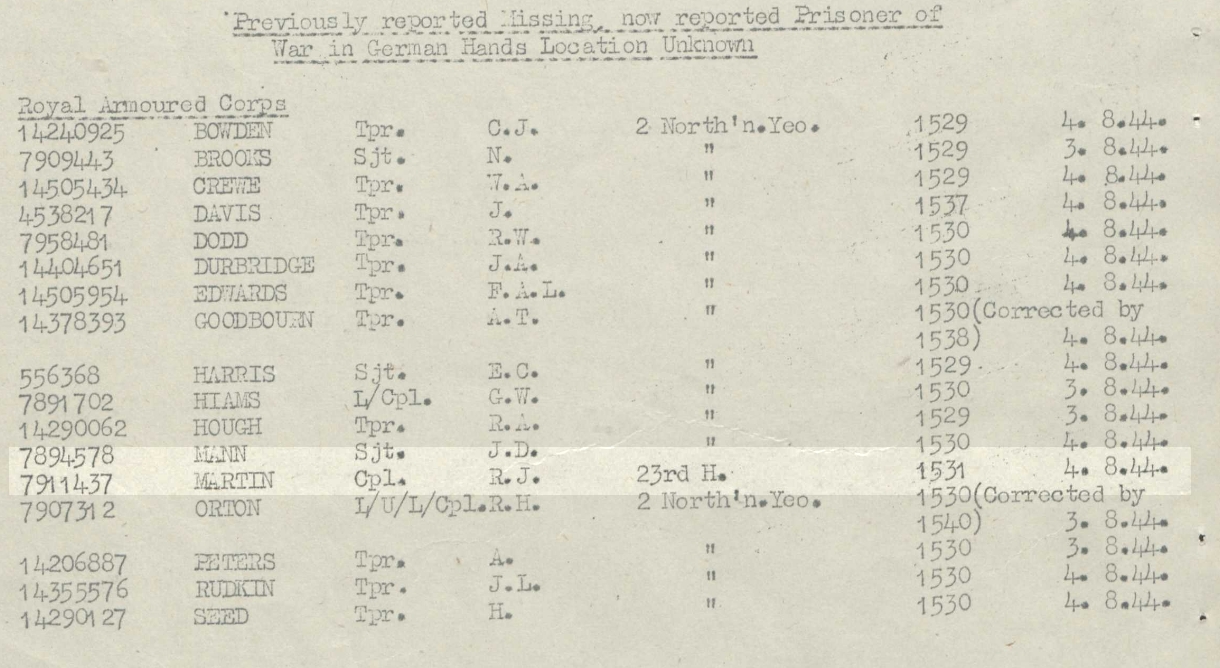 Previously reported Missing, now reported Prisoner of
War in German Hands Location Unknown
Royal Armoured Corps
14240925 BOWDEN Tpr. C.J. 2 North'n.Yeo. 1529 4. 8.44.
7909443 BROOKS Sjt. N. " 1529 3. 8.44.
14505434 CREWE Tpr. W.A. " 1529 4. 8.44.
4538217 DAVIS Tpr. J. " 1537 4. 8.44.
7958481 DODD Tpr. R.W. " 1530 4. 8.44.
14404651 DURBRIDGE Tpr. J.A. " 1530 4. 8.44.
14505954 EDWARDS Tpr. F.A.L. " 1530 4. 8.44.
14378393 GOODBOURN Tpr. A.T. " 1530(Corrected by
1538) 4. 8.44.
556368 HARRIS Sjt. E.C. " 1529 4. 8.44.
7891702 HIAMS L/Cpl. G.W. " 1530 3. 8.44.
14290062 HOUGH Tpr. R.A. " 1529 3. 8.44.
7894578 MANN Sjt. J.D. " 1530 4. 8.44.
7911437 MARTIN Cpl. R.J. 23rd H. 1531 4. 8.44.
7907312 ORTON L/U/L/Cpl.R.H. 2 North'n.Yeo. 1530(Corrected by
1540) 3. 8.44.
14206887 PETERS Tpr. A. " 1530 3. 8.44.
14355576 RUDKIN Tpr. J.L. " 1530 4. 8.44.
14290127 SEED Tpr. H. " 1530 4. 8.44.